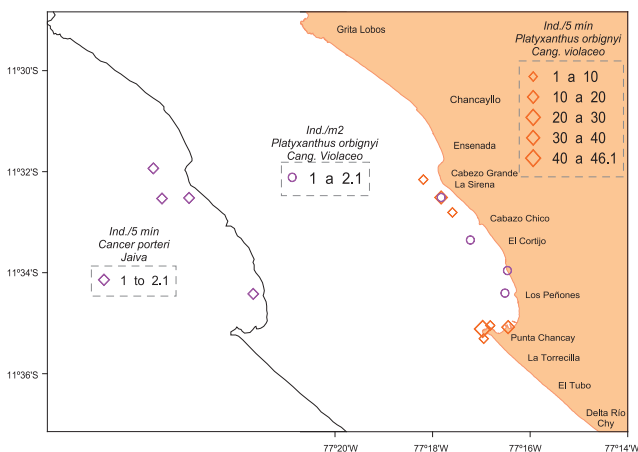 Grita Lobos
Ind./5 min
Platyxanthus orbignyi
Cang. violaceo
1 a 10
10 a 20
20 a 30
30 a 40
40 a 46.1
11°30'S
Chancayllo
Ind./m2
Platyxanthus orbignyi
Cang. Violaceo
1 a 2.1
Ensenada
11°32'S
Cabezo Grande
La Sirena
Cabazo Chico
Ind./5 min
Cancer porteri
Jaiva
1 to 2.1
El Cortijo
11°34'S
Los Peñones
Punta Chancay
La Torrecilla
11°36'S
El Tubo
Delta Río
Chy
77°20'W
77°18'W
77°16'W
77°14'W